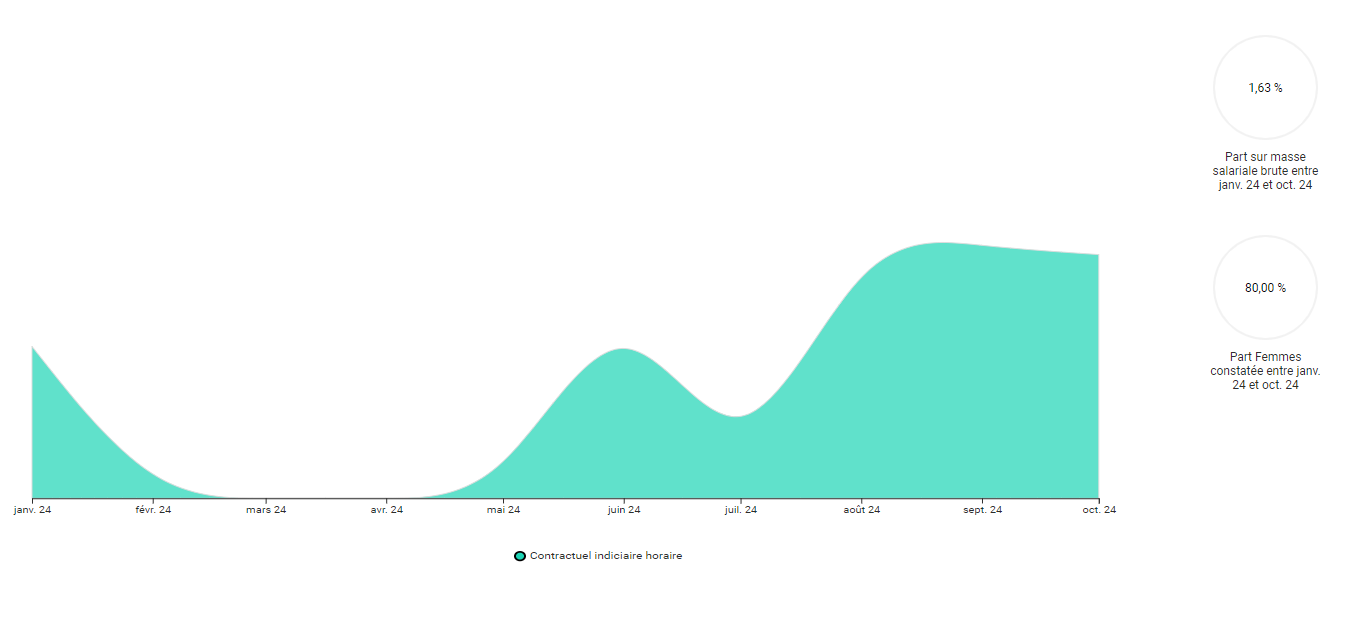 1,63 %
Part sur masse
salariale brute entre
janv. 24 et oct. 24
80,00 %
Part Femmes
constatée entre janv.
24 et oct. 24
janv. 24 févr. 24 mars 24 avr. 24 mai 24 juin 24 juil. 24 août 24 sept. 24 oct. 24
Contractuel indiciaire horaire